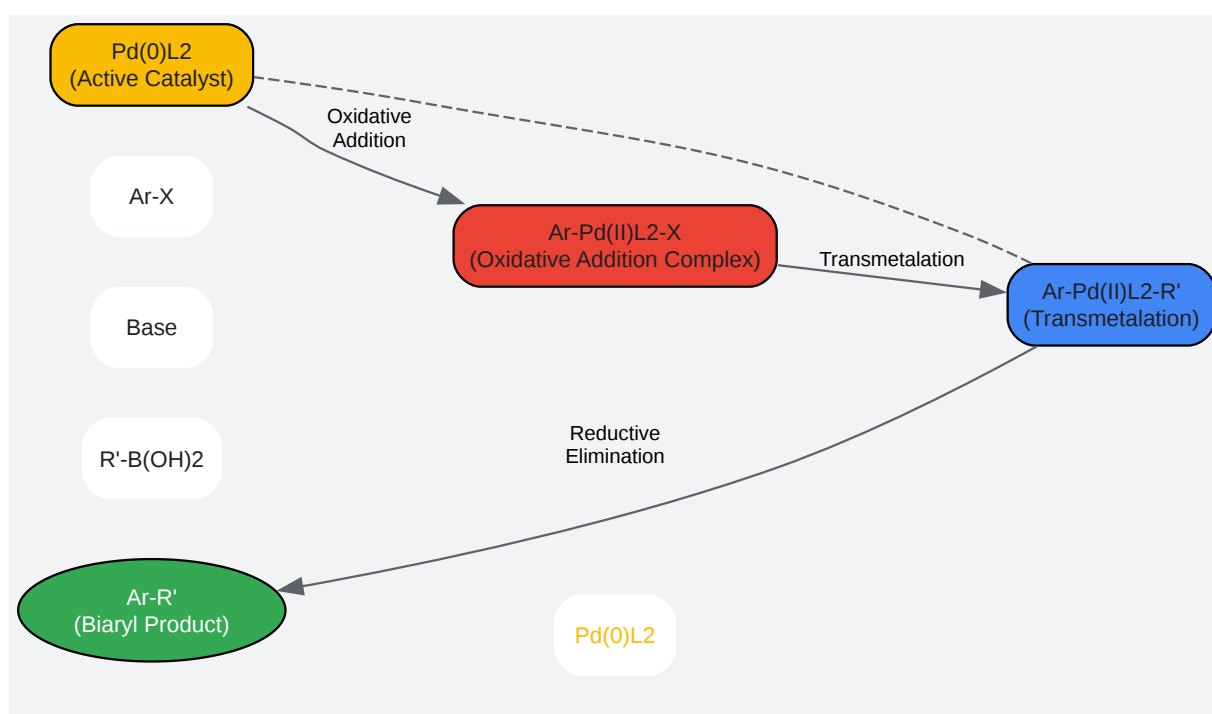 Pd(0)L2
(Active Catalyst)
Oxidative
Addition
Ar-X
Ar-Pd(II)L2-X
(Oxidative Addition Complex)
Transmetalation
Ar-Pd(II)L2-R'
(Transmetalation)
Base
Reductive
Elimination
R'-B(OH)2
Ar-R'
(Biaryl Product)
Pd(0)L2